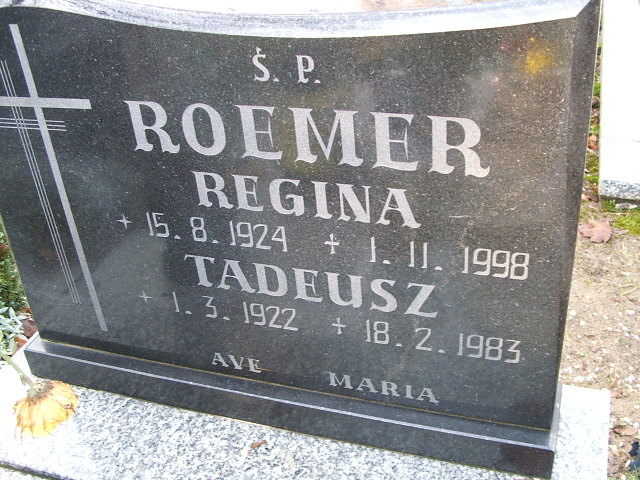 Ś. P.
ROEMER
REGINA
+ 15. 8. 1924 + 1. 11. 1998
TADEUSZ
+ 1. 3. 1922 + 18. 2. 1983
AVE MARIA